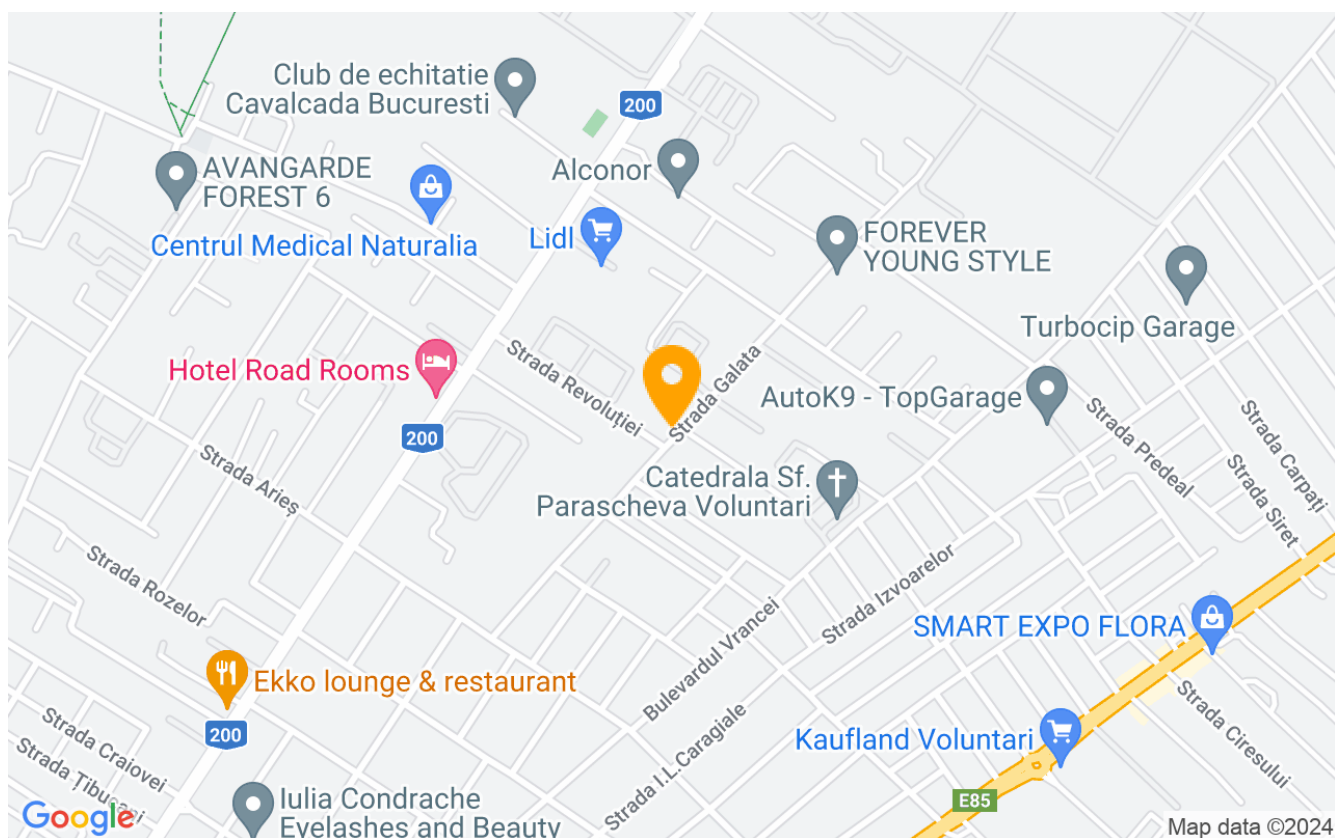 Club de echitatie
Cavalcada Bucuresti
200
AVANGARDE
FOREST 6
Alconor
Centrul Medical Naturalia
Lidl
FOREVER
YOUNG STYLE
Turbocip Garage
Hotel Road Rooms
Strada Revoluției
Strada Galata
AutoK9 - TopGarage
200
Strada Predeal
Strada Carpați
Strada Siret
Strada Arieș
Catedrala Sf.
Parascheva Voluntari
Strada Rozelor
Strada Izvoarelor
Bulevardul Vrancei
SMART EXPO FLORA
Ekko lounge & restaurant
200
Strada I.L.Caragiale
Kaufland Voluntari
Strada Ciresului
Strada Craiovei
Strada Țibucani
Iulia Condrache
Eyelashes and Beauty
E85
Google
Map data ©2024